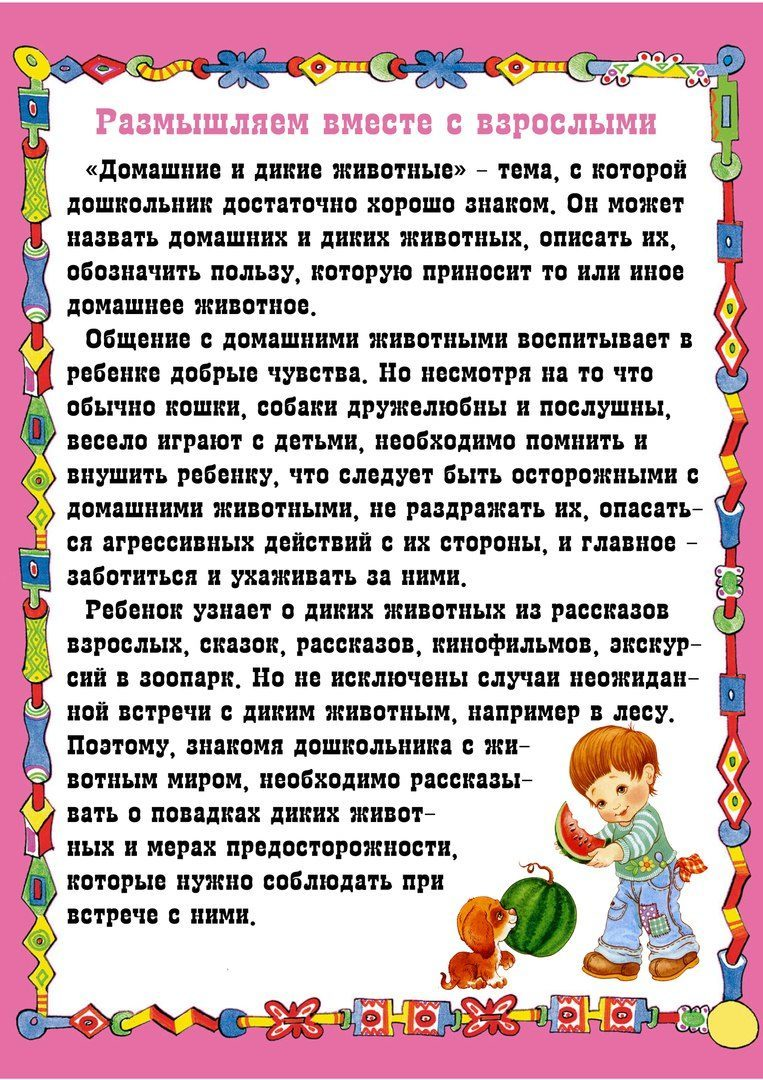 Размышляем вместе с взрослыми
«Домашние и дикие животные» – тема, с которой
дошкольник достаточно хорошо знаком. Он может
назвать домашних и диких животных, описать их,
обозначить пользу, которую приносит то или иное
домашнее животное.
Общение с домашними животными воспитывает в
ребенке добрые чувства. Но несмотря на то что
обычно кошки, собаки дружелюбны и послушны,
весело играют с детьми, необходимо помнить и
внушить ребенку, что следует быть осторожными с
домашними животными, не раздражать их, опасать-
ся агрессивных действий с их стороны, и главное –
заботиться и ухаживать за ними.
Ребенок узнает о диких животных из рассказов
взрослых, сказок, рассказов, кинофильмов, экскур-
сий в зоопарк. Но не исключены случаи неожидан-
ной встречи с диким животным, например в лесу.
Поэтому, знакомя дошкольника с жи-
вотным миром, необходимо рассказы-
вать о повадках диких живот-
ных и мерах предосторожности,
которые нужно соблюдать при
встрече с ними.